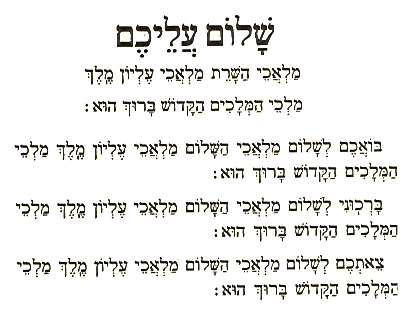 שָׁלוֹם עֲלֵיכֶם
מַלְאֲכֵי הַשָּׁרֵת מַלְאֲכֵי עֶלְיוֹן מֶֽלֶךְ
מַלְכֵי הַמְּלָכִים הַקָּדוֹשׁ בָּרוּךְ הוּא:
בּוֹאֲכֶם לְשָׁלוֹם מַלְאֲכֵי הַשָּׁלוֹם מַלְאֲכֵי עֶלְיוֹן מֶֽלֶךְ מַלְכֵי
הַמְּלָכִים הַקָּדוֹשׁ בָּרוּךְ הוּא:
בָּרְכֽוּנִי לְשָׁלוֹם מַלְאֲכֵי הַשָּׁלוֹם מַלְאֲכֵי עֶלְיוֹן מֶֽלֶךְ מַלְכֵי
הַמְּלָכִים הַקָּדוֹשׁ בָּרוּךְ הוּא:
צֵאתְכֶם לְשָׁלוֹם מַלְאֲכֵי הַשָּׁלוֹם מַלְאֲכֵי עֶלְיוֹן מֶֽלֶךְ מַלְכֵי
הַמְּלָכִים הַקָּדוֹשׁ בָּרוּךְ הוּא: